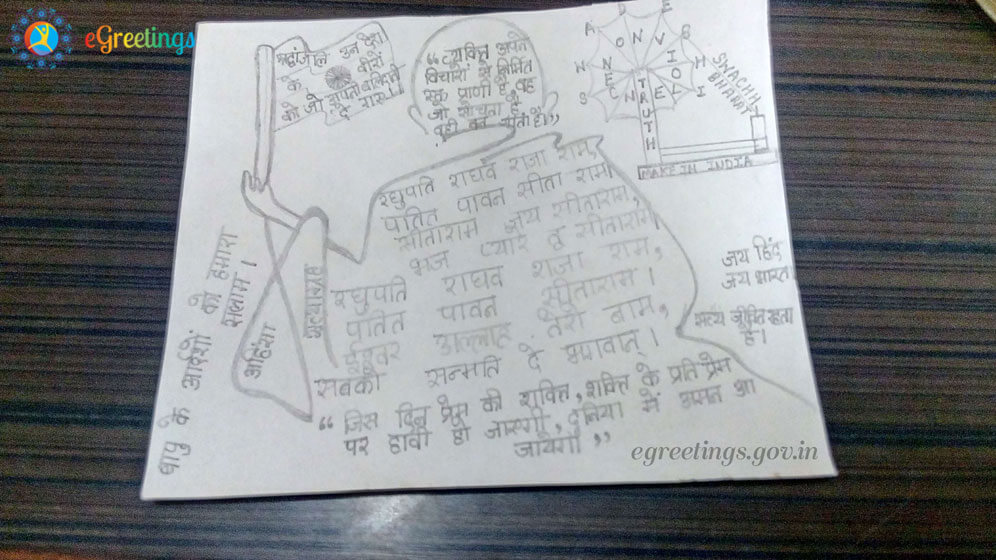 eGreetings
श्रद्धांजलि उन देश
के वीरों
को जो अपनी बलिदानी
दे गए।
"व्यक्ति अपने
विचारों से निर्मित
एक प्राणी है, वह
जो सोचता है,
वही बन जाता है।"
NON VIOLENCE
TRUTH
SWACHH
BHARAT
MAKE IN INDIA
रघुपति राघव राजा राम,
पतित पावन सीता राम।
सीताराम जय सीताराम,
भज प्यारे तु सीताराम।
रघुपति राघव राजा राम,
पतित पावन सीताराम।
ईश्वर अल्लाह तेरो नाम,
सबको सन्मति दे भगवान्।
"जिस दिन प्रेम की शक्ति, शक्ति के प्रति प्रेम
पर हावी हो जाएगी, दुनिया में अमन आ
जायेगा"
सत्याग्रह
अहिंसा
बापू के आदर्शों को हमारा
सलाम।
जय हिंद
जय भारत
सत्य जीवित रहता
है।
egreetings.gov.in